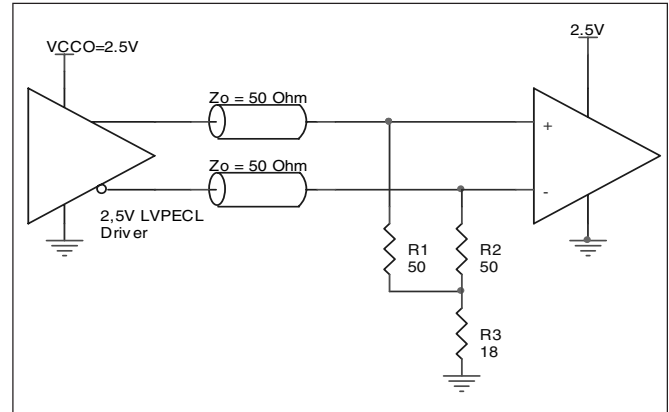 VCCO=2.5V
2.5V
Zo = 50 Ohm
+
Zo = 50 Ohm
-
2,5V LVPECL
Driver
R1
50
R2
50
R3
18